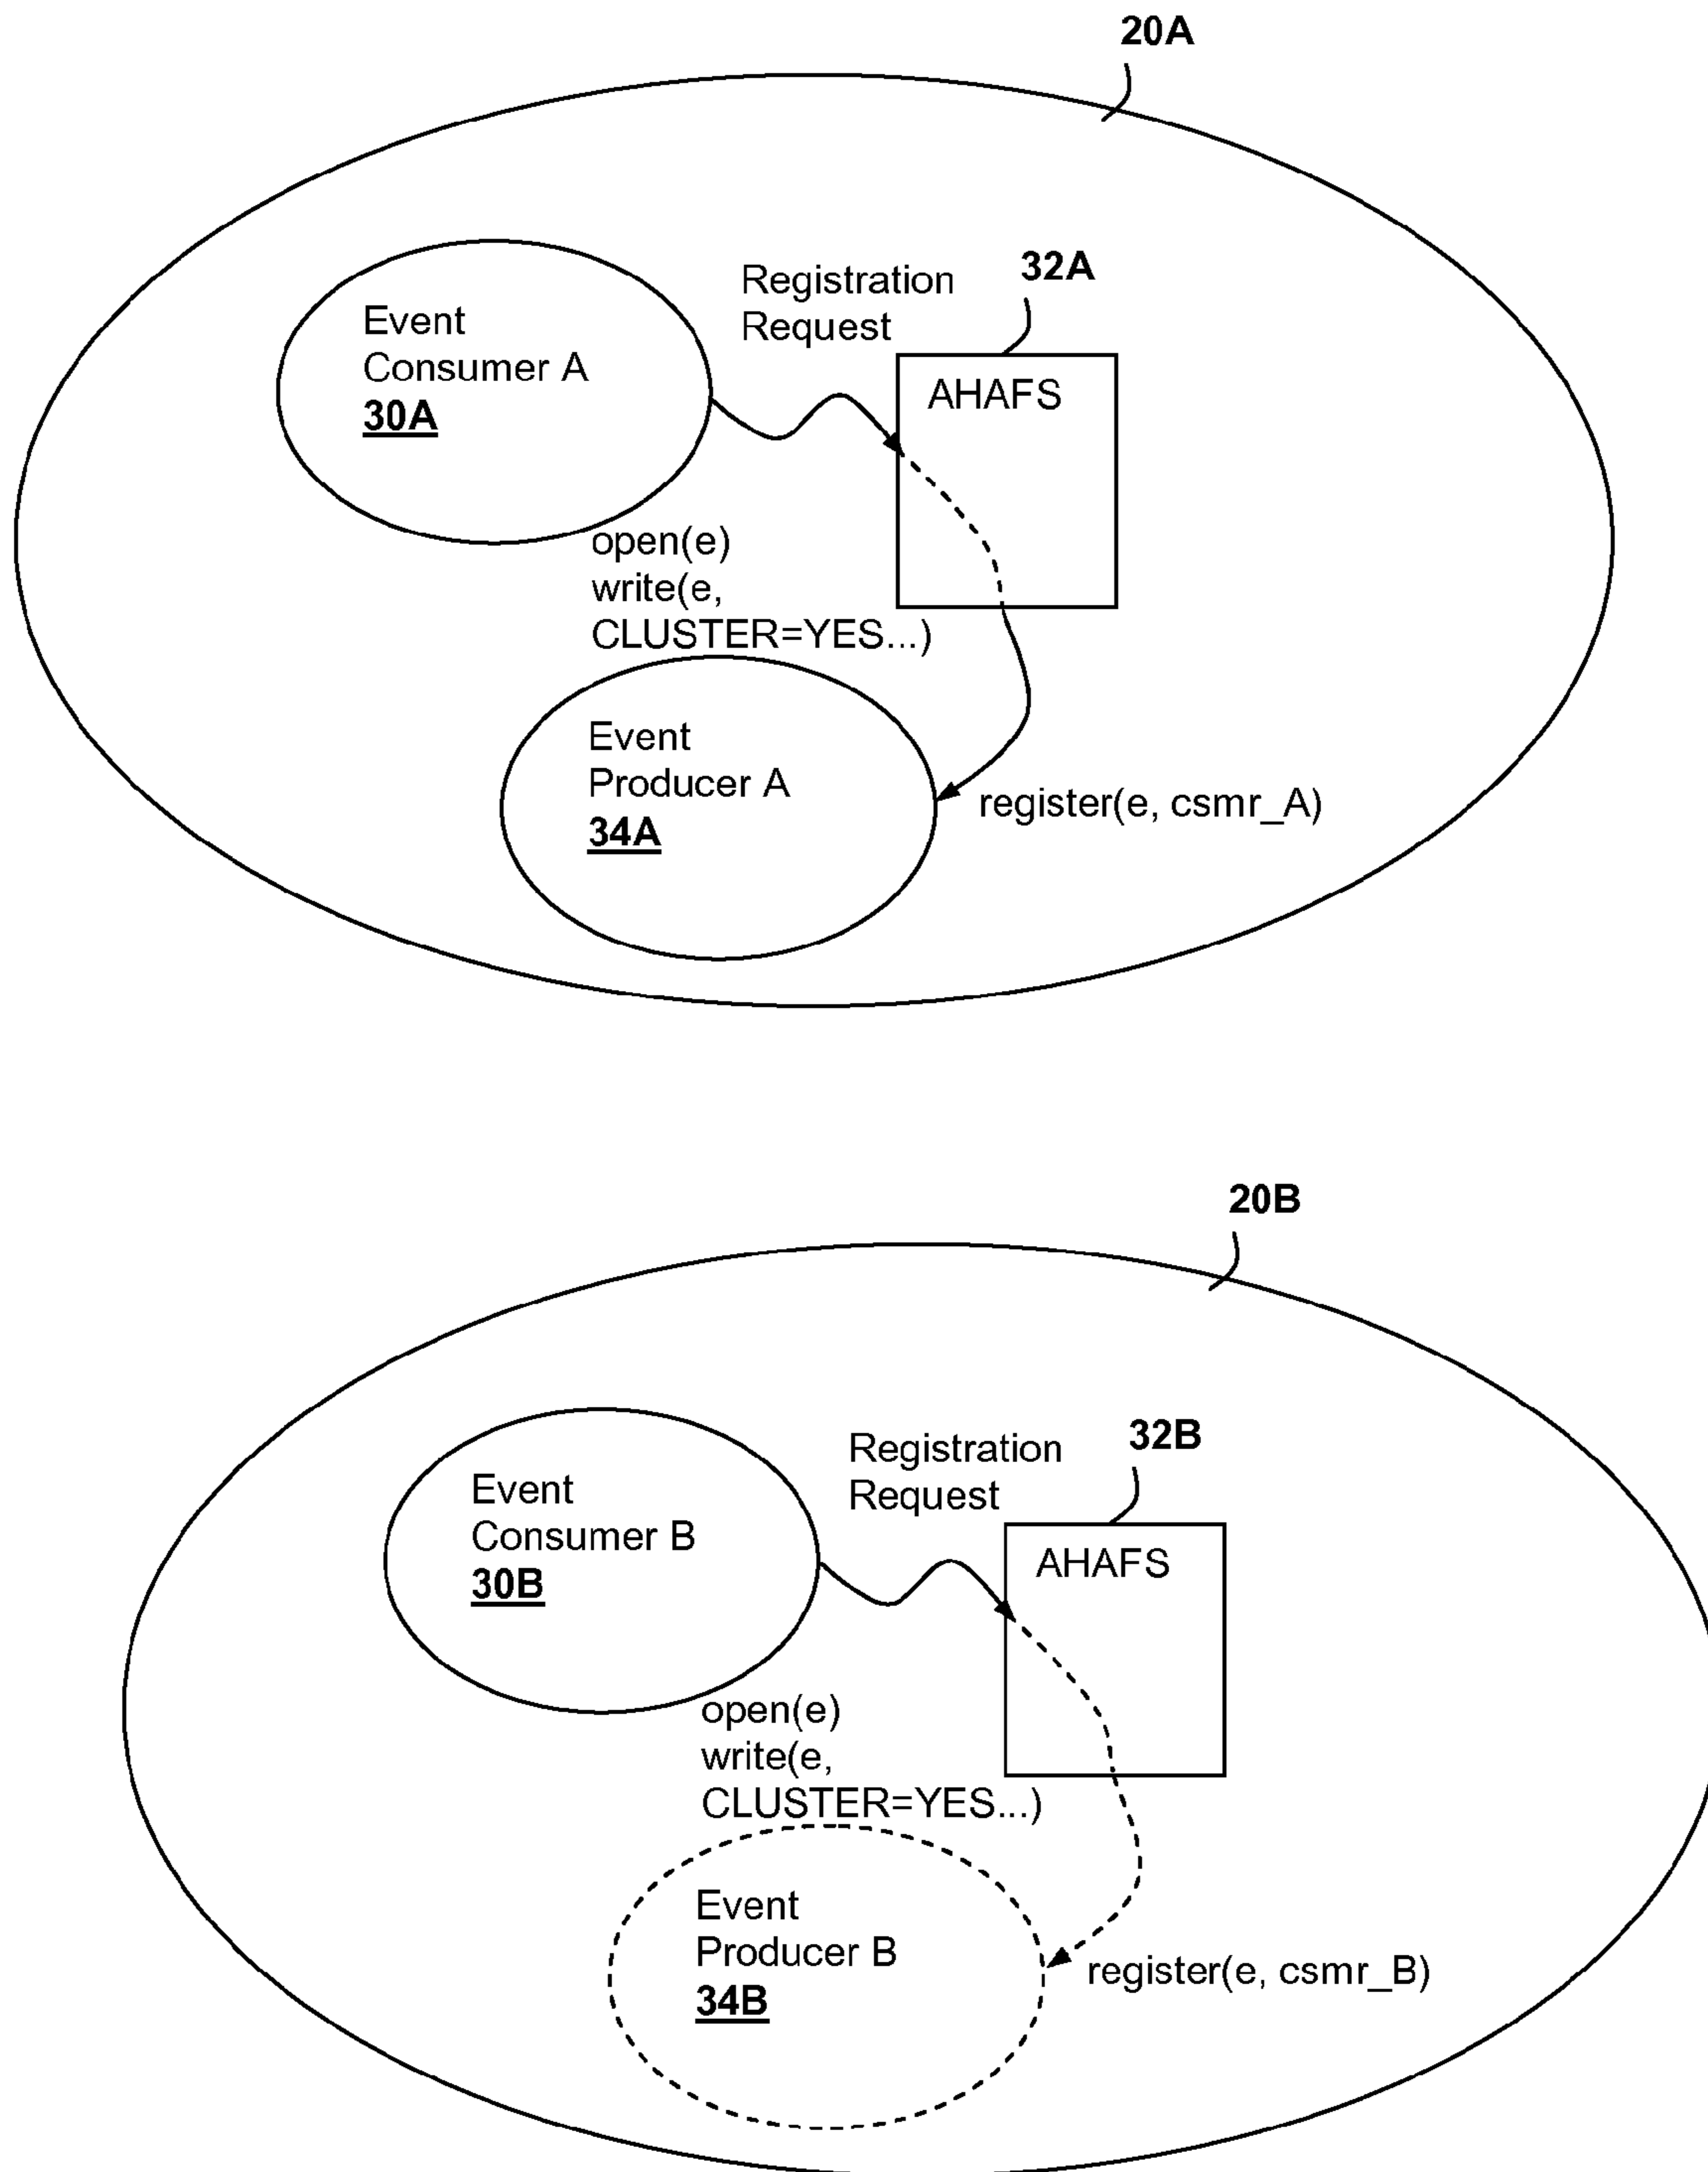 20A
Registration
Request
32A
Event
Consumer A
30A
AHAFS
open(e)
write(e,
CLUSTER=YES...)
Event
Producer A
34A
register(e, csmr_A)
20B
Registration
Request
32B
Event
Consumer B
30B
AHAFS
open(e)
write(e,
CLUSTER=YES...)
Event
Producer B
34B
register(e, csmr_B)